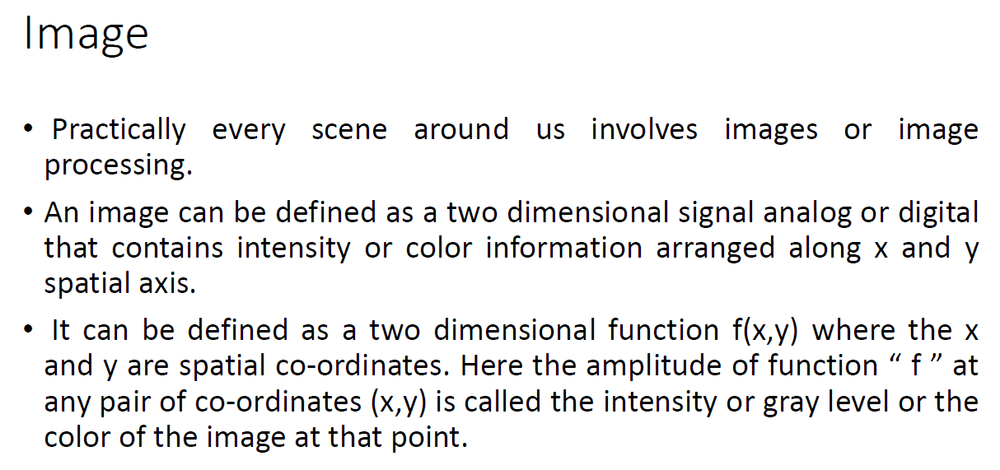 Image
• Practically every scene around us involves images or image
processing.
• An image can be defined as a two dimensional signal analog or digital
that contains intensity or color information arranged along x and y
spatial axis.
• It can be defined as a two dimensional function f(x,y) where the x
and y are spatial co-ordinates. Here the amplitude of function “ f ” at
any pair of co-ordinates (x,y) is called the intensity or gray level or the
color of the image at that point.